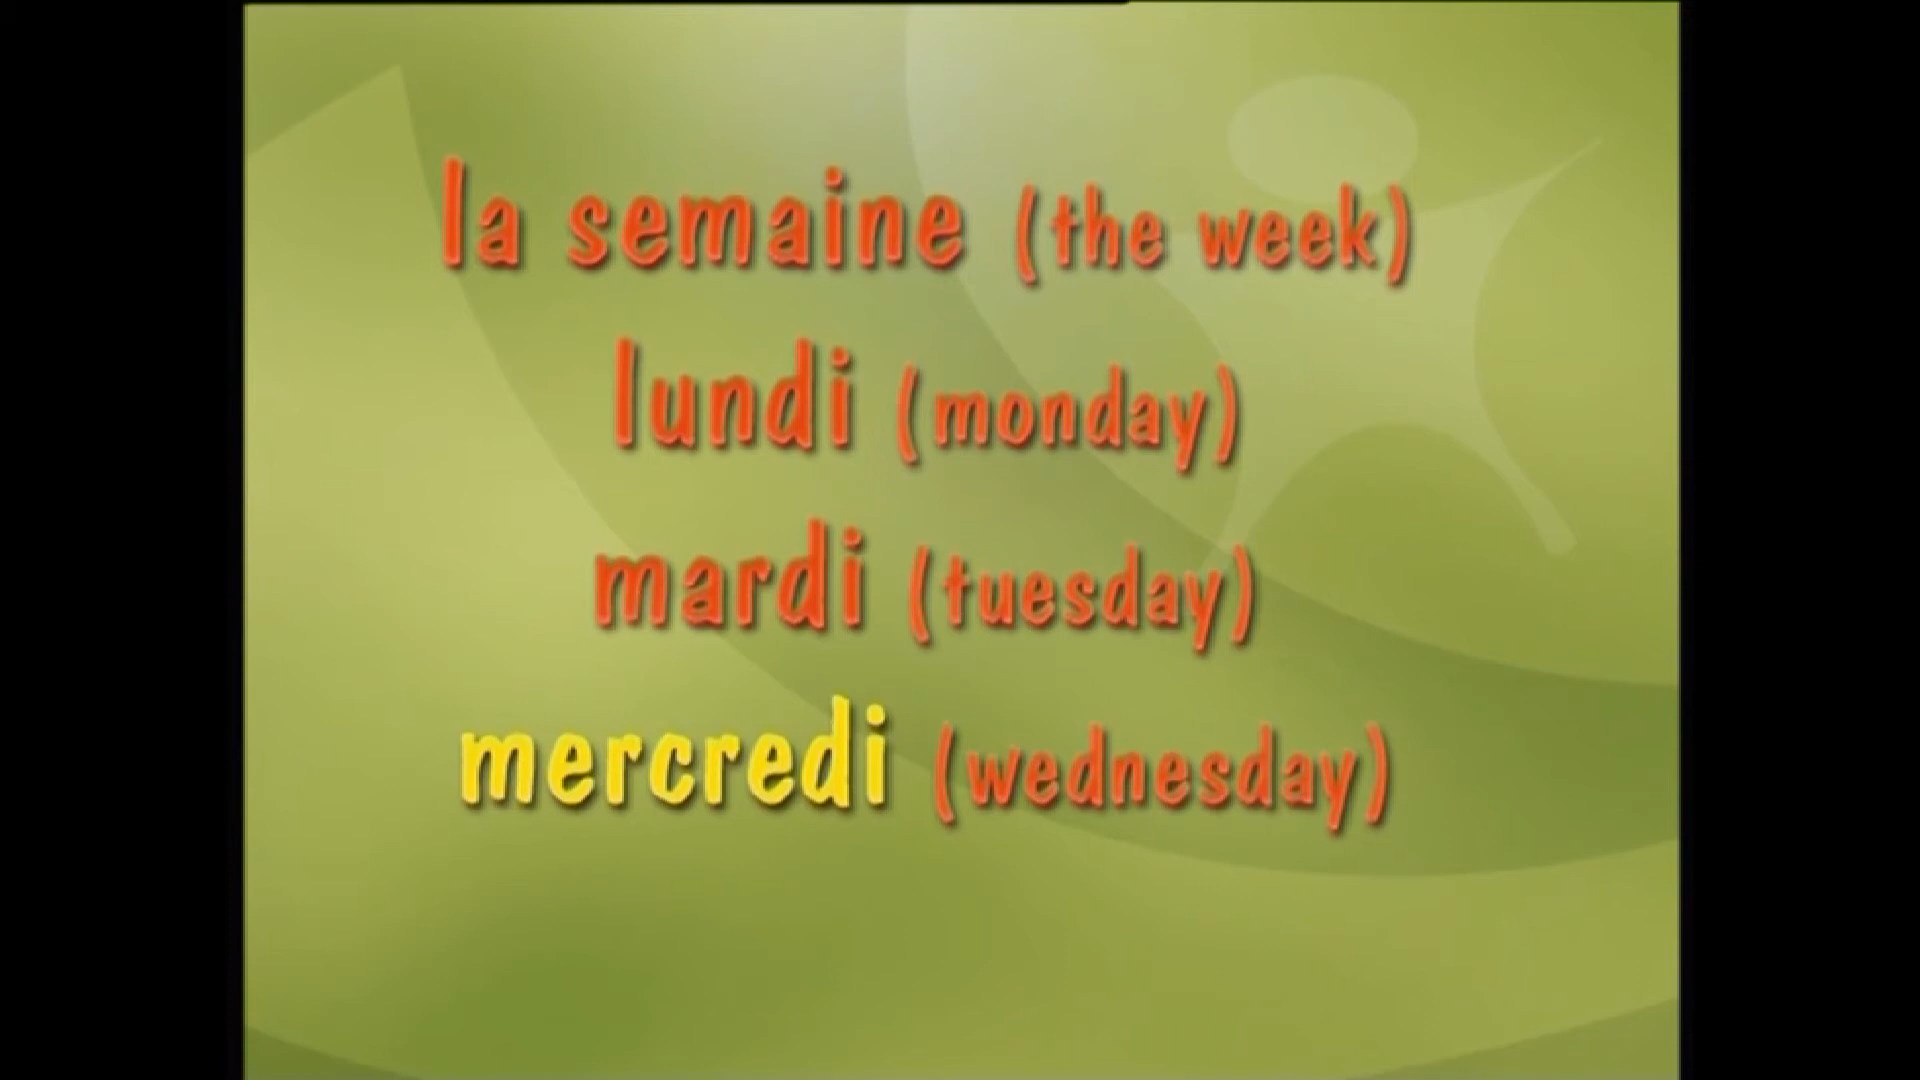 la semaine (the week)
lundi (monday)
mardi (tuesday)
mercredi (wednesday)